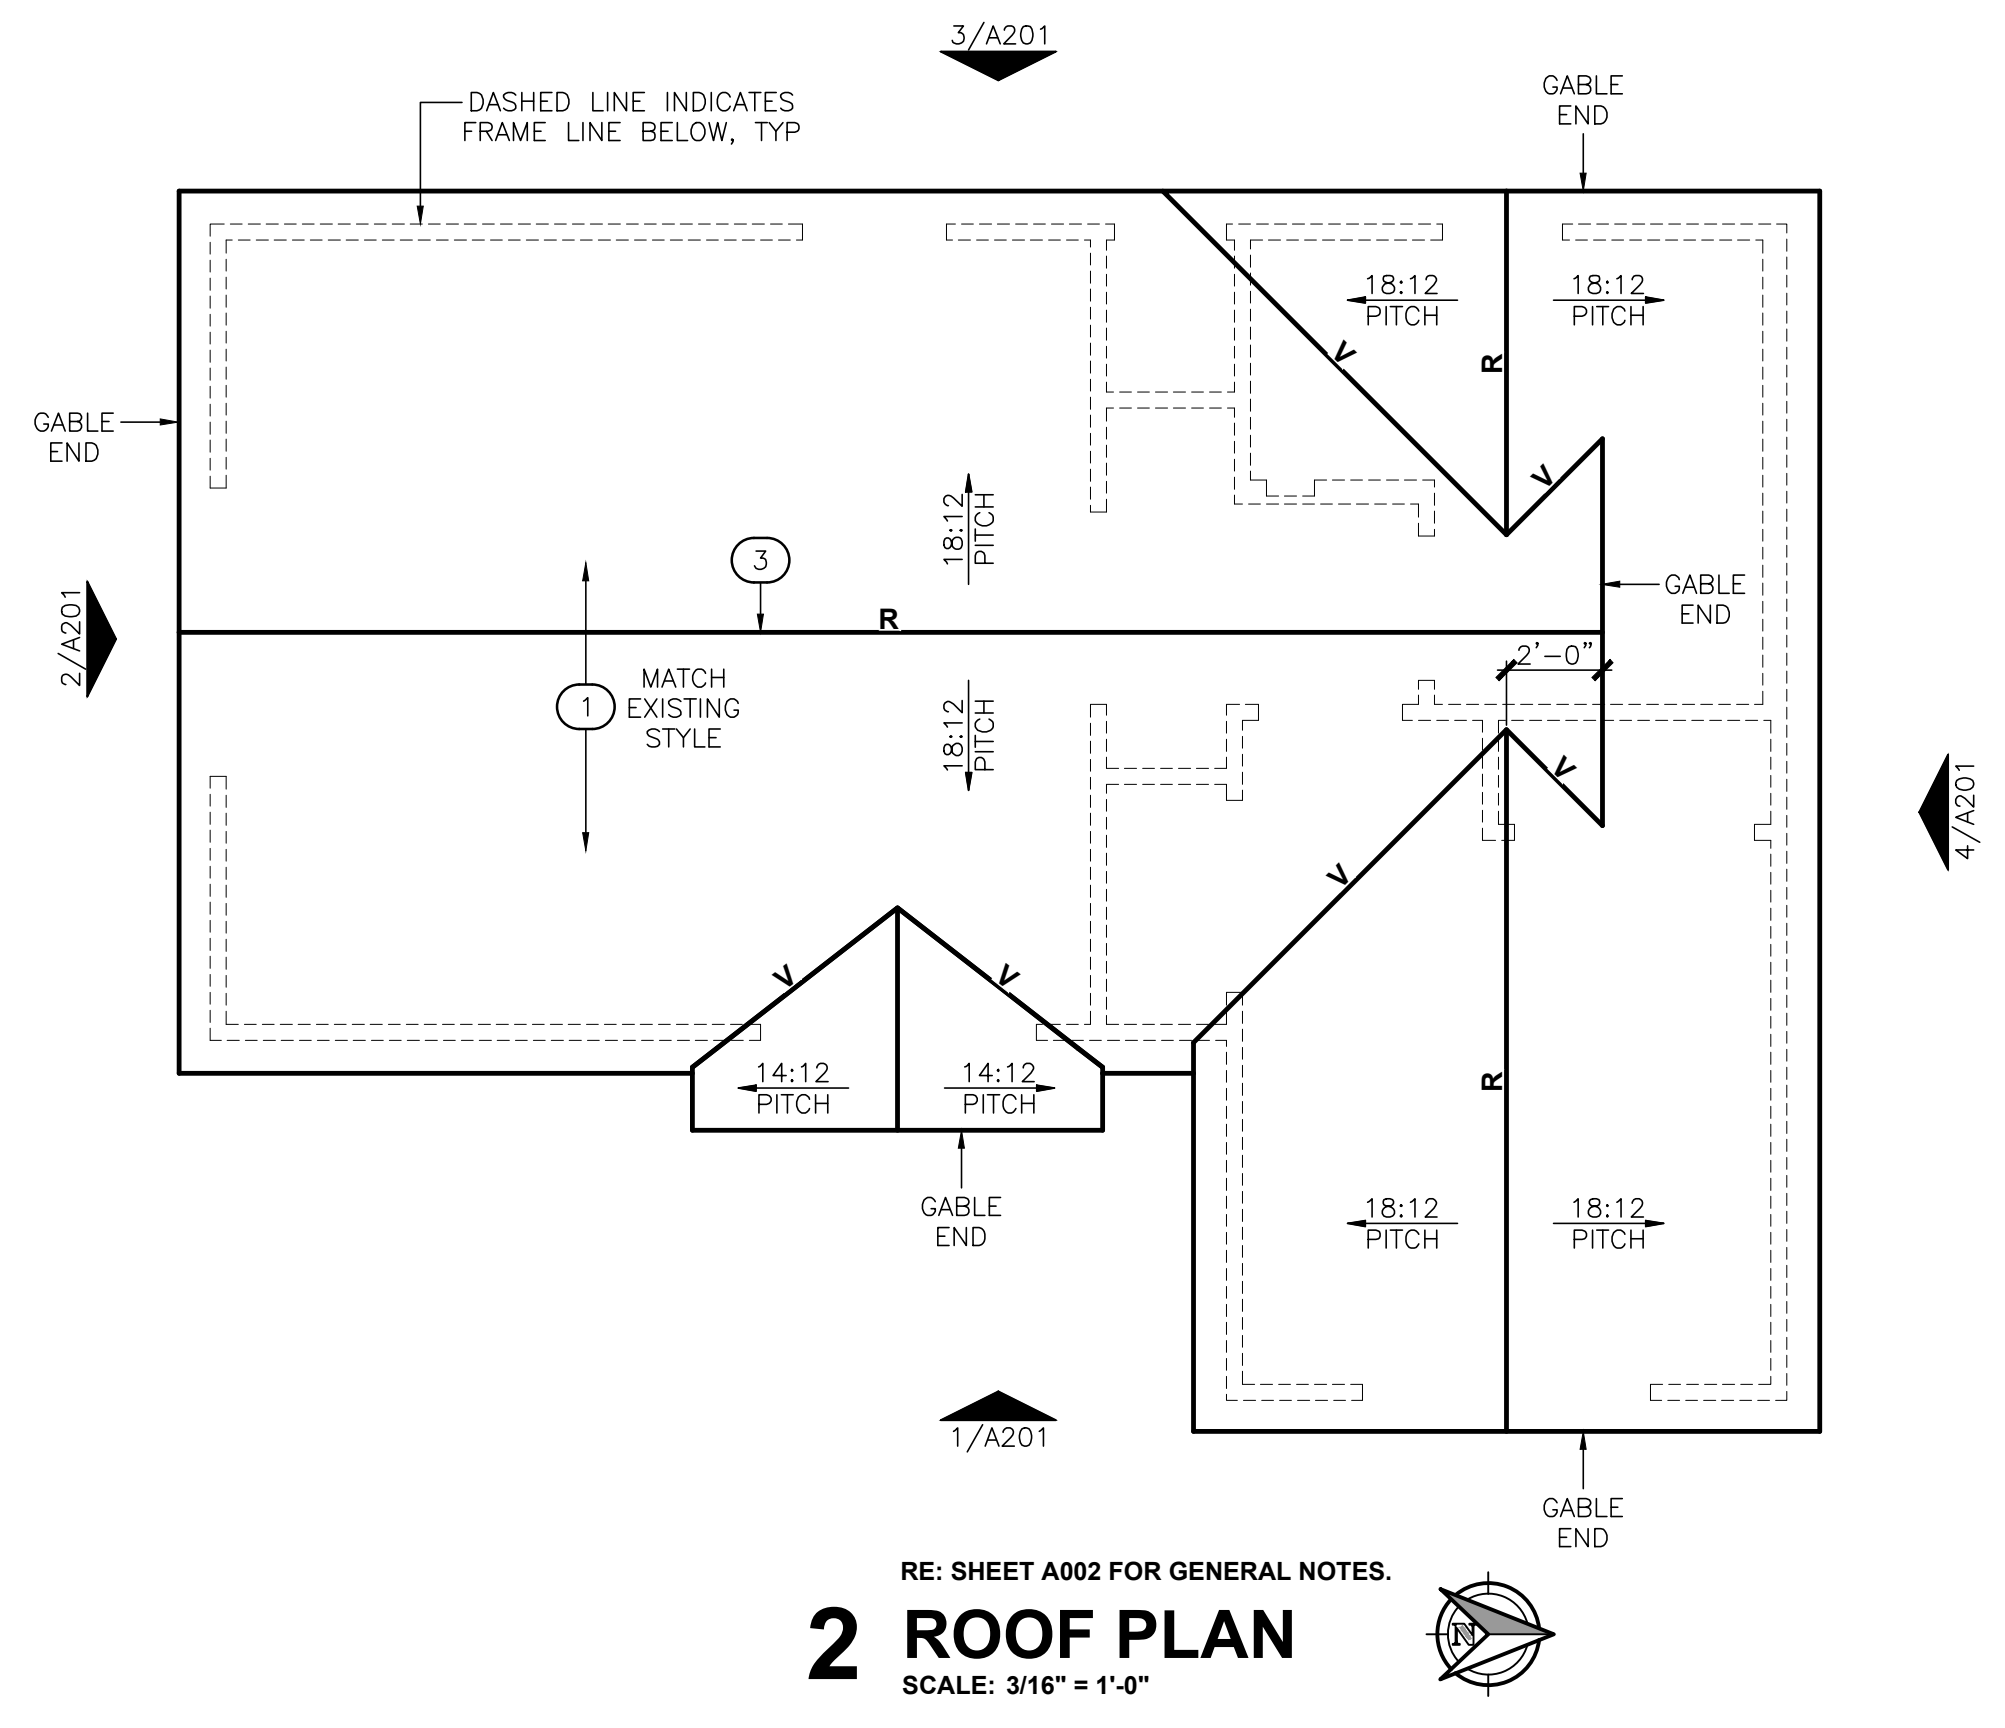 3/A201
GABLE
END
DASHED LINE INDICATES
FRAME LINE BELOW, TYP
18:12
PITCH
18:12
PITCH
V
R
GABLE
END
V
18:12
PITCH
3
GABLE
END
R
2/A201
2'-0"
MATCH
EXISTING
STYLE
1
18:12
PITCH
V
4/A201
V
V
V
14:12
PITCH
14:12
PITCH
R
GABLE
END
18:12
PITCH
18:12
PITCH
1/A201
GABLE
END
RE: SHEET A002 FOR GENERAL NOTES.
2 ROOF PLAN
SCALE: 3/16" = 1'-0"
N